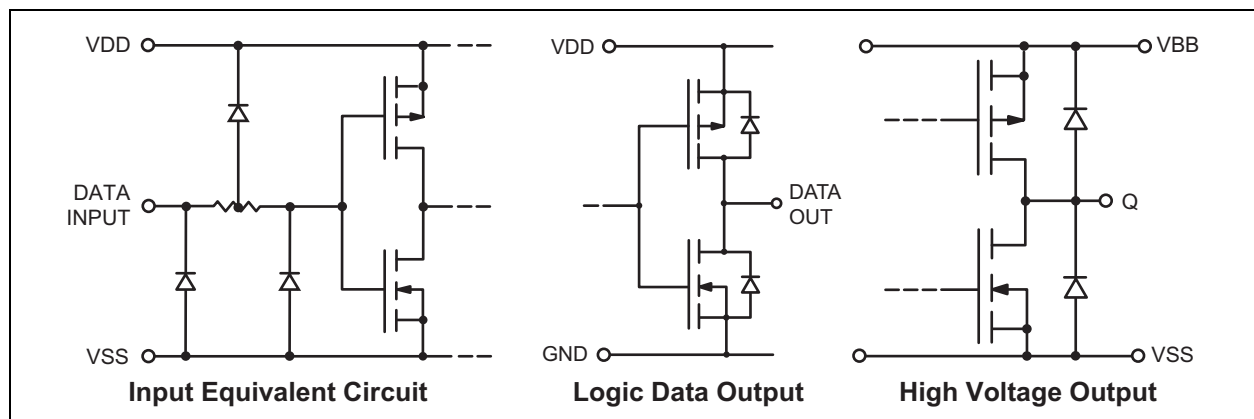 VDD
DATA
INPUT
VSS
Input Equivalent Circuit
VDD
DATA
OUT
GND
Logic Data Output
VBB
Q
VSS
High Voltage Output